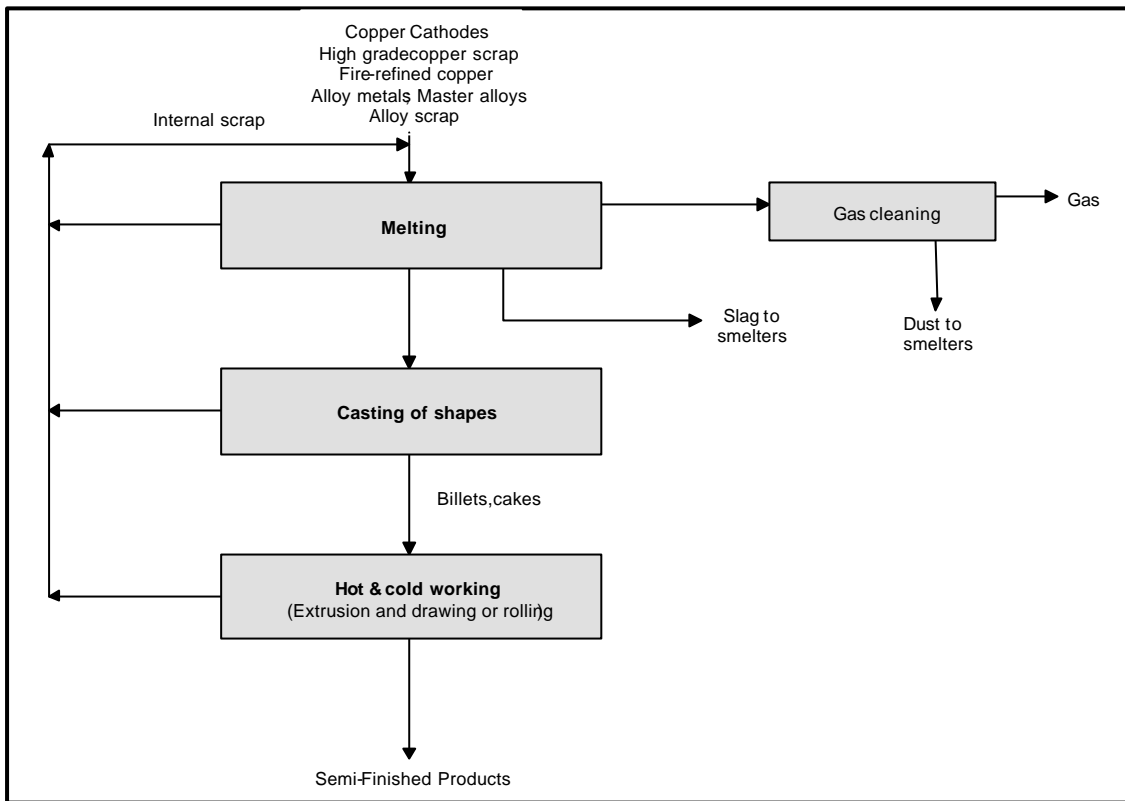 Copper Cathodes
High gradecopper scrap
Fire-refined copper
Alloy metals, Master alloys
Alloy scrap
Internal scrap
Melting
Gas cleaning
Gas
Slag to
smelters
Dust to
smelters
Casting of shapes
Billets,cakes
Hot & cold working
(Extrusion and drawing or rolling)
Semi-Finished Products